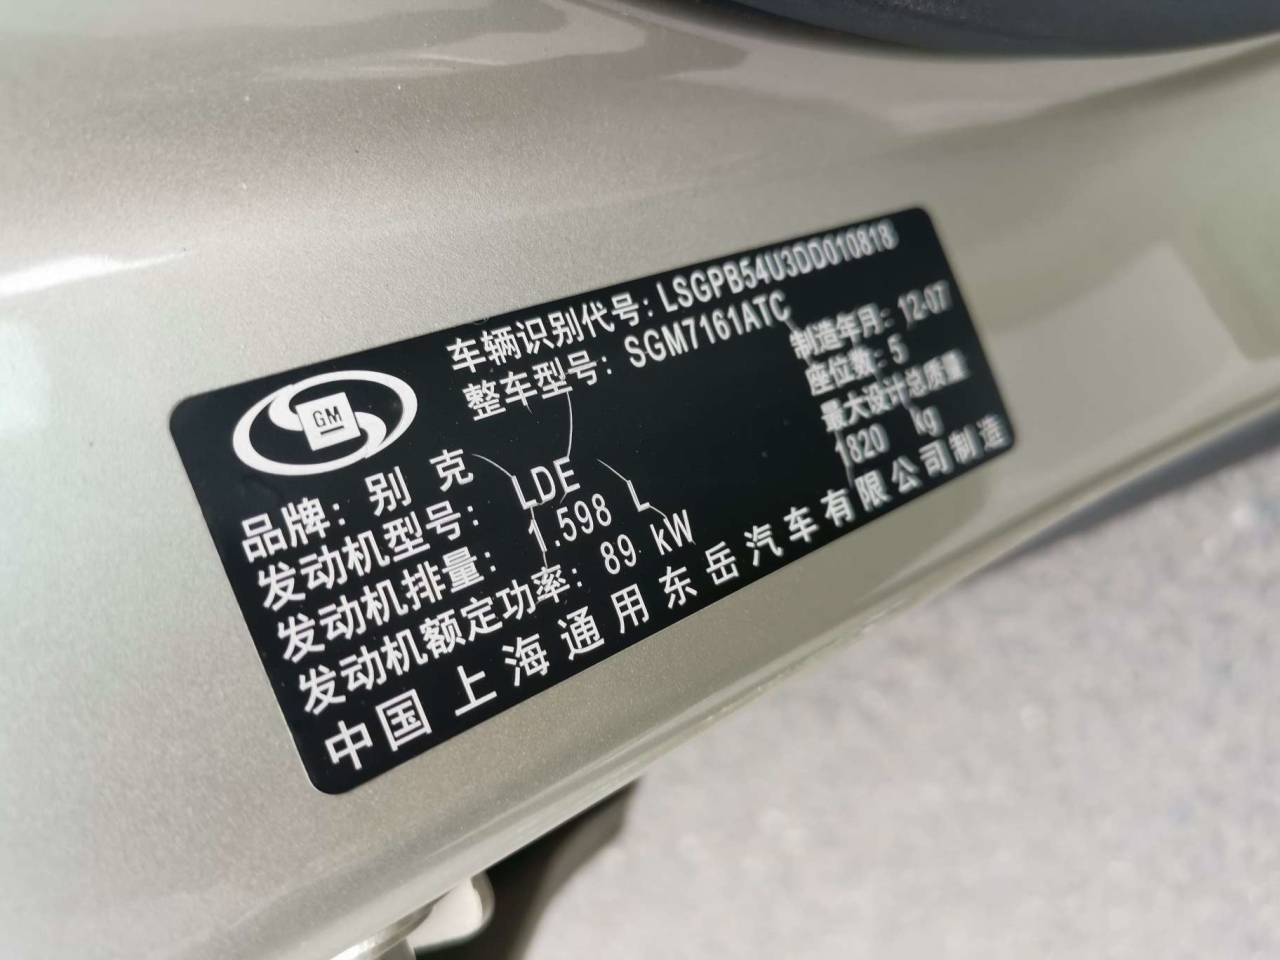 GM
车辆识别代号：LSGPB54U3DD010818
整车型号：SGM7161ATC
制造年月：12-07
座位数：5
最大设计总质量
1820 kg
品牌：别克
发动机型号：LDE
发动机排量：1.598 L
发动机额定功率：89 kW
中国 上海通用东岳汽车有限公司制造